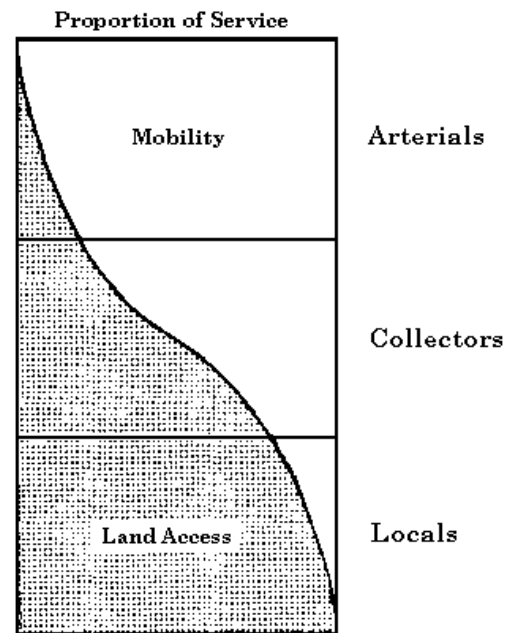 Proportion of Service
Mobility
Arterials
Collectors
Land Access
Locals